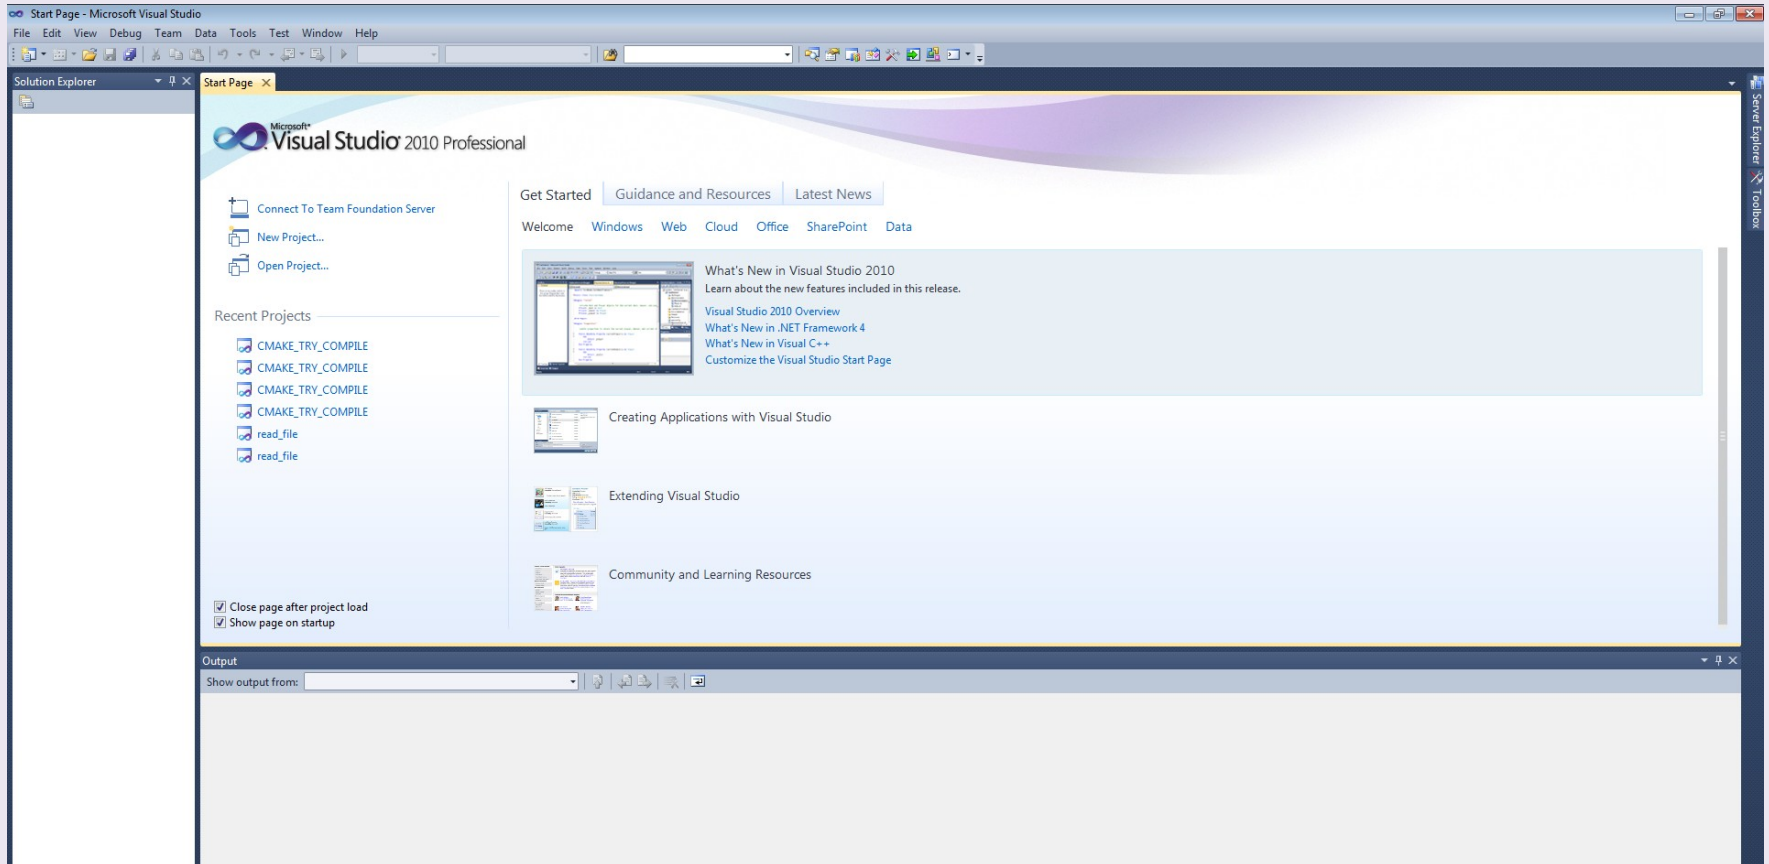 Start Page - Microsoft Visual Studio
File Edit View Debug Team Data Tools Test Window Help
Solution Explorer
Start Page
Microsoft
Visual Studio 2010 Professional
Connect To Team Foundation Server
New Project...
Open Project...
Recent Projects
CMAKE_TRY_COMPILE
CMAKE_TRY_COMPILE
CMAKE_TRY_COMPILE
CMAKE_TRY_COMPILE
read_file
read_file
Close page after project load
Show page on startup
Get Started Guidance and Resources Latest News
Welcome Windows Web Cloud Office SharePoint Data
What's New in Visual Studio 2010
Learn about the new features included in this release.
Visual Studio 2010 Overview
What's New in .NET Framework 4
What's New in Visual C++
Customize the Visual Studio Start Page
Creating Applications with Visual Studio
Extending Visual Studio
Community and Learning Resources
Server Explorer
Toolbox
Output
Show output from: